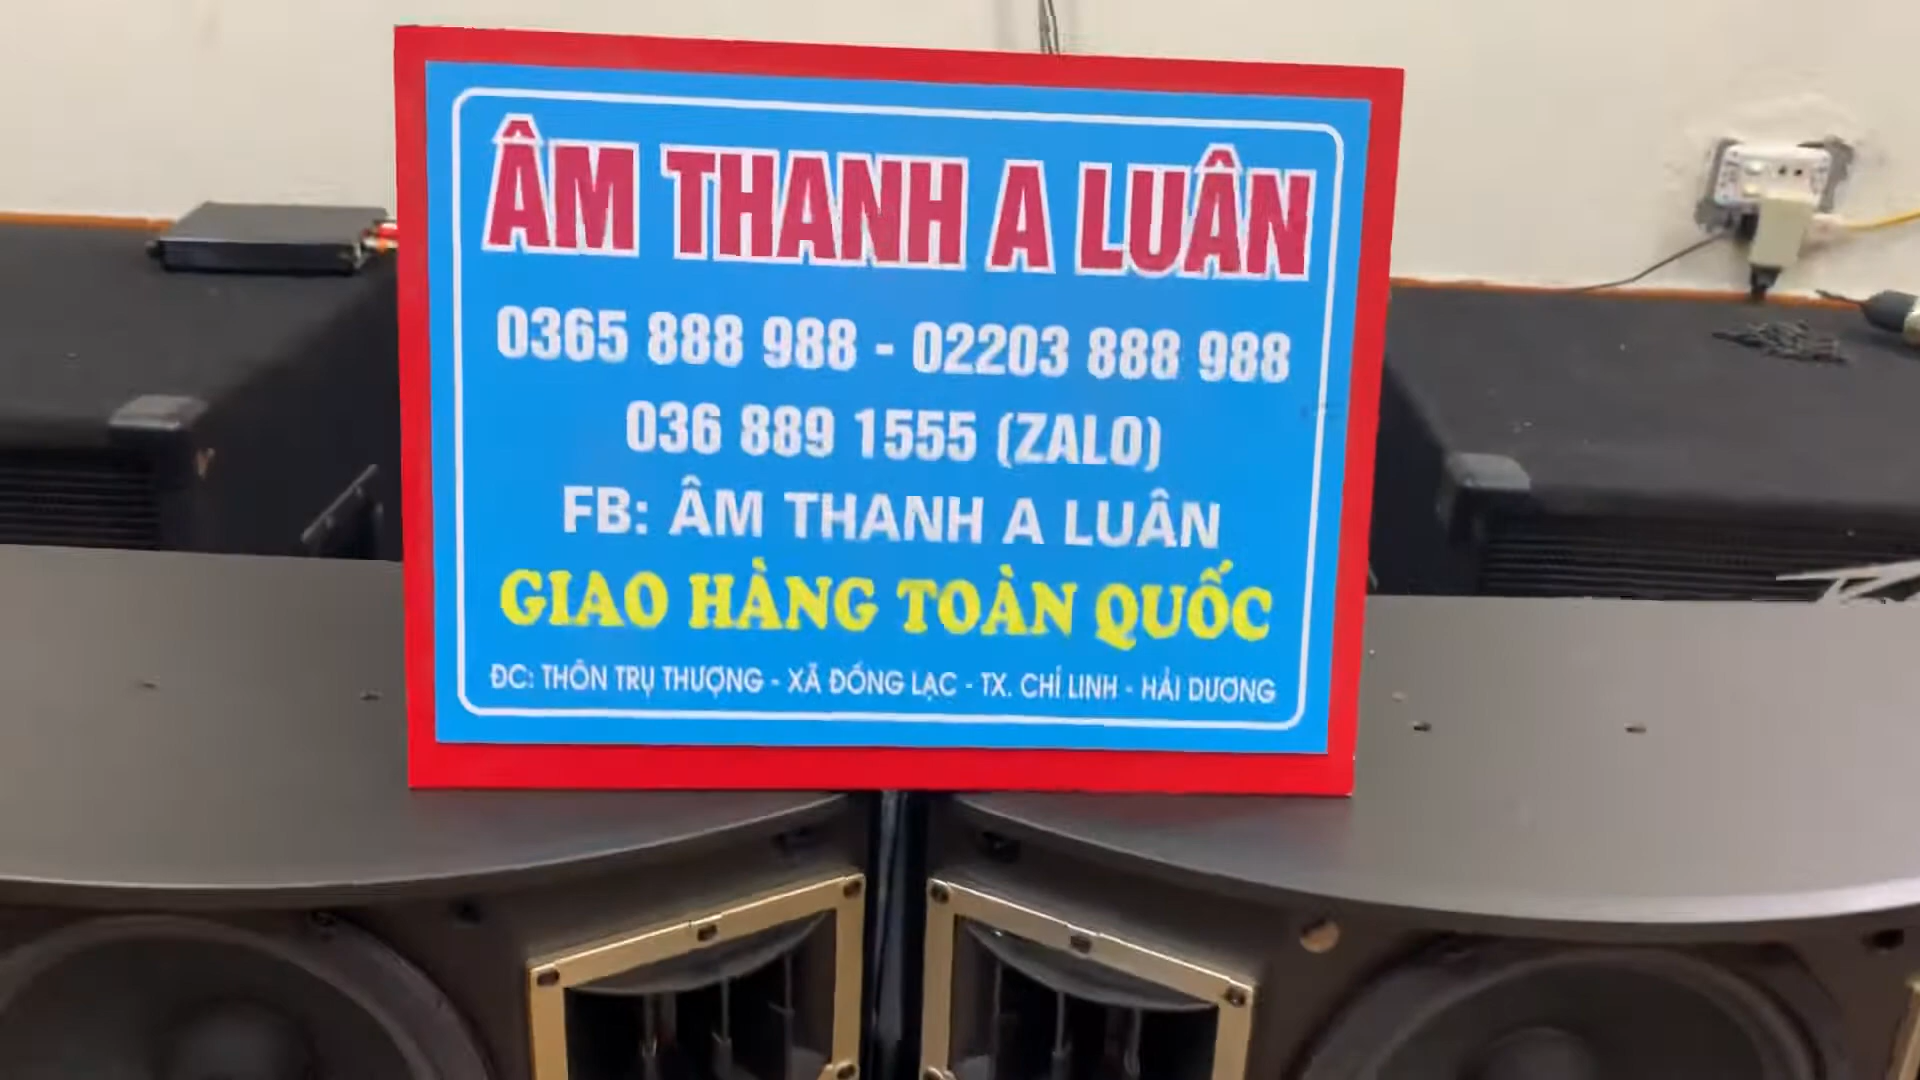 ÂM THANH A LUÂN
0365 888 988 - 02203 888 988
036 889 1555 (ZALO)
FB: ÂM THANH A LUÂN
GIAO HÀNG TOÀN QUỐC
ĐC: THÔN TRỤ THƯỢNG - XÃ ĐỒNG LẠC - TX. CHÍ LINH - HẢI DƯƠNG